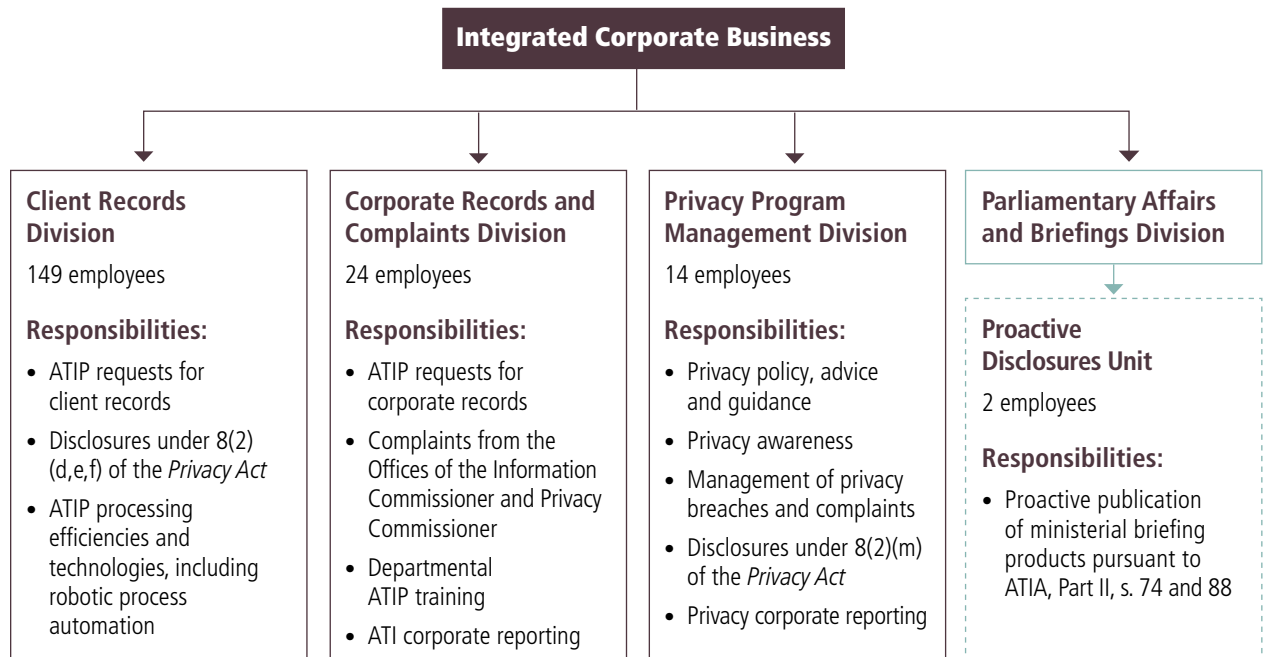 Integrated Corporate Business
Client Records
Division
149 employees
Responsibilities:
• ATIP requests for
client records
• Disclosures under 8(2)
(d,e,f) of the Privacy Act
• ATIP processing
efficiencies and
technologies, including
robotic process
automation
Corporate Records and
Complaints Division
24 employees
Responsibilities:
• ATIP requests for
corporate records
• Complaints from the
Offices of the Information
Commissioner and Privacy
Commissioner
• Departmental
ATIP training
• ATI corporate reporting
Privacy Program
Management Division
14 employees
Responsibilities:
• Privacy policy, advice
and guidance
• Privacy awareness
• Management of privacy
breaches and complaints
• Disclosures under 8(2)(m)
of the Privacy Act
• Privacy corporate reporting
Parliamentary Affairs
and Briefings Division
Proactive
Disclosures Unit
2 employees
Responsibilities:
• Proactive publication
of ministerial briefing
products pursuant to
ATIA, Part II, s. 74 and 88